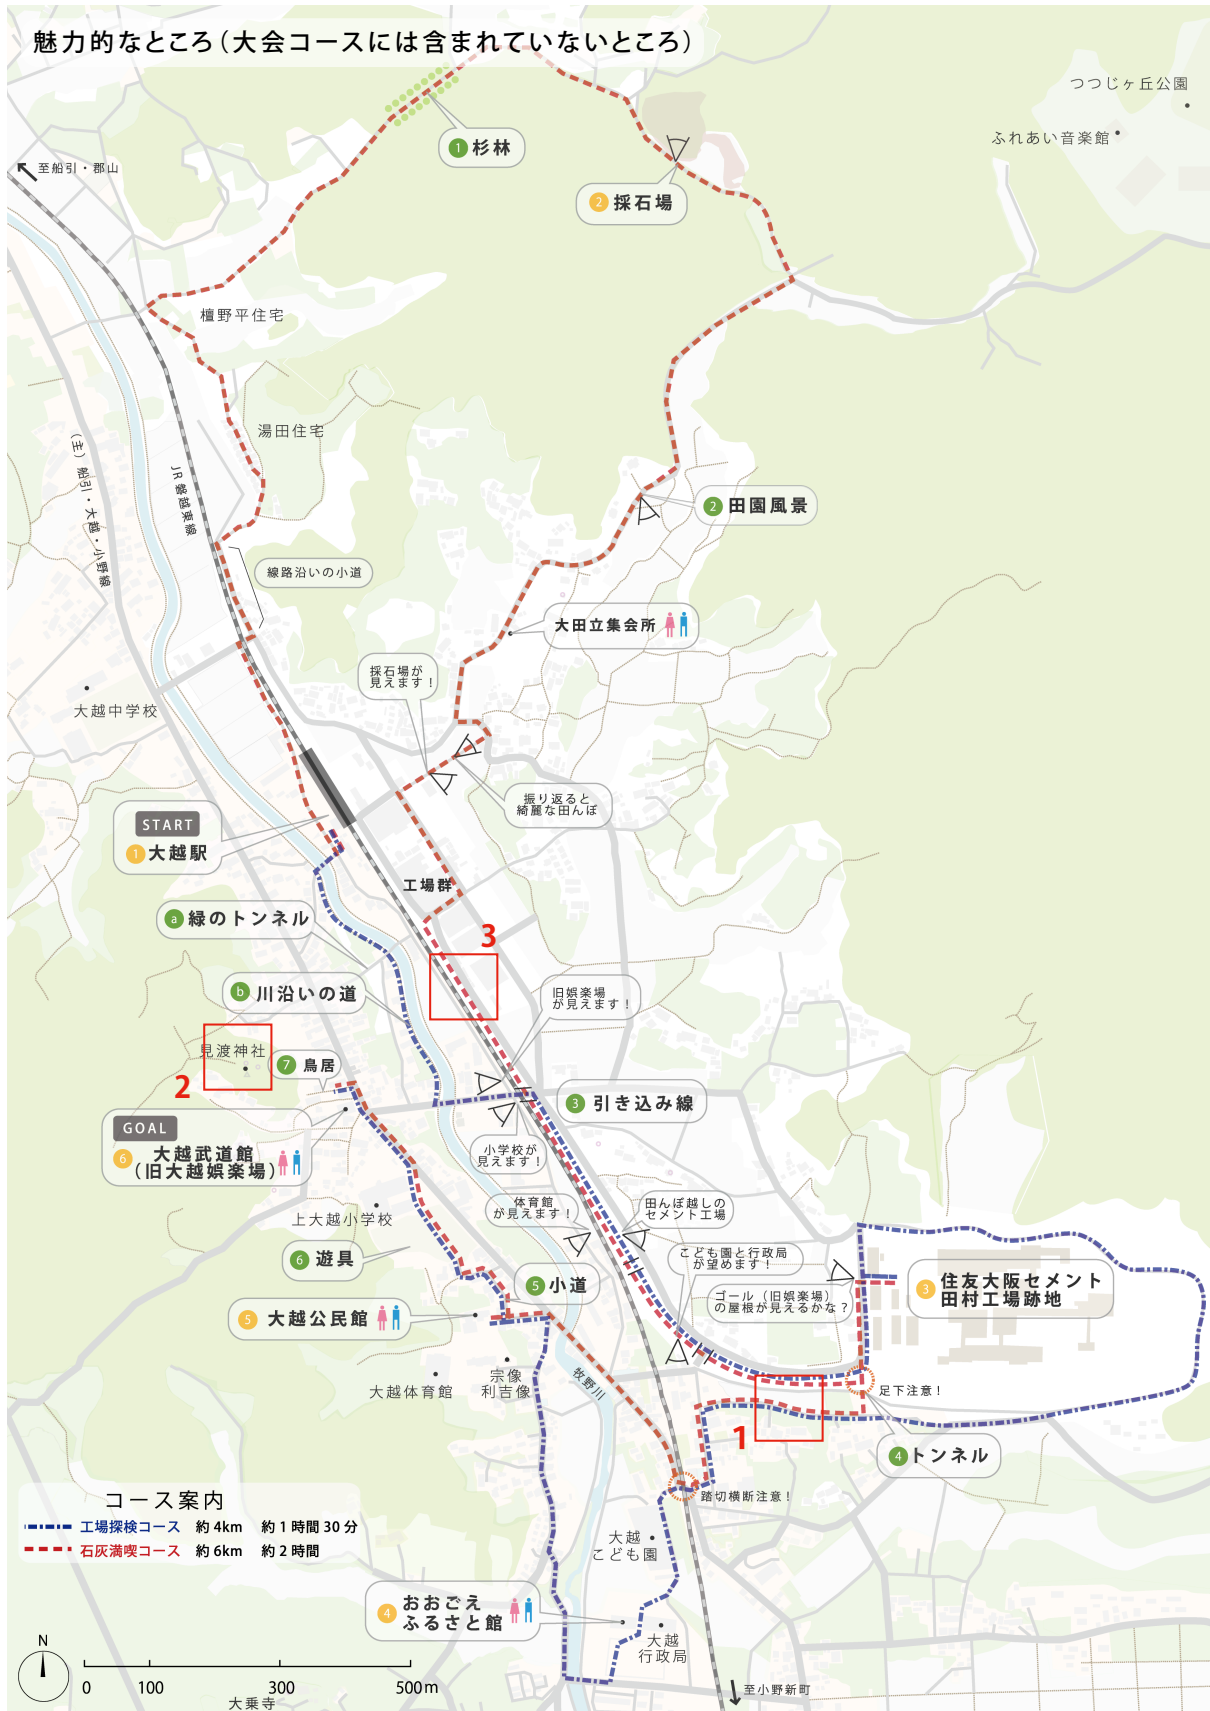 魅力的なところ（大会コースには含まれていないところ）
つつじヶ丘公園
ふれあい音楽館
1 杉林
至船引・郡山
2 採石場
檀野平住宅
湯田住宅
（主）船引・大越・小野線
JR磐越東線
2 田園風景
線路沿いの小道
大田立集会所
採石場が
見えます！
大越中学校
振り返ると
綺麗な田んぼ
START
1 大越駅
工場群
a 緑のトンネル
3
b 川沿いの道
旧娯楽場
が見えます！
見渡神社
2
7 鳥居
3 引き込み線
GOAL
6 大越武道館
（旧大越娯楽場）
小学校が
見えます！
体育館
が見えます！
田んぼ越しの
セメント工場
上大越小学校
こども園と行政局
が望めます！
6 遊具
5 小道
ゴール（旧娯楽場）
の屋根が見えるかな？
3 住友大阪セメント
田村工場跡地
5 大越公民館
宗像
利吉像
大越体育館
牧野川
足下注意！
1
4 トンネル
踏切横断注意！
コース案内
工場探検コース 約4km 約1時間30分
石灰満喫コース 約6km 約2時間
大越
こども園
4 おおごえ
ふるさと館
大越
行政局
N
0 100 300 500m
大乗寺
至小野新町